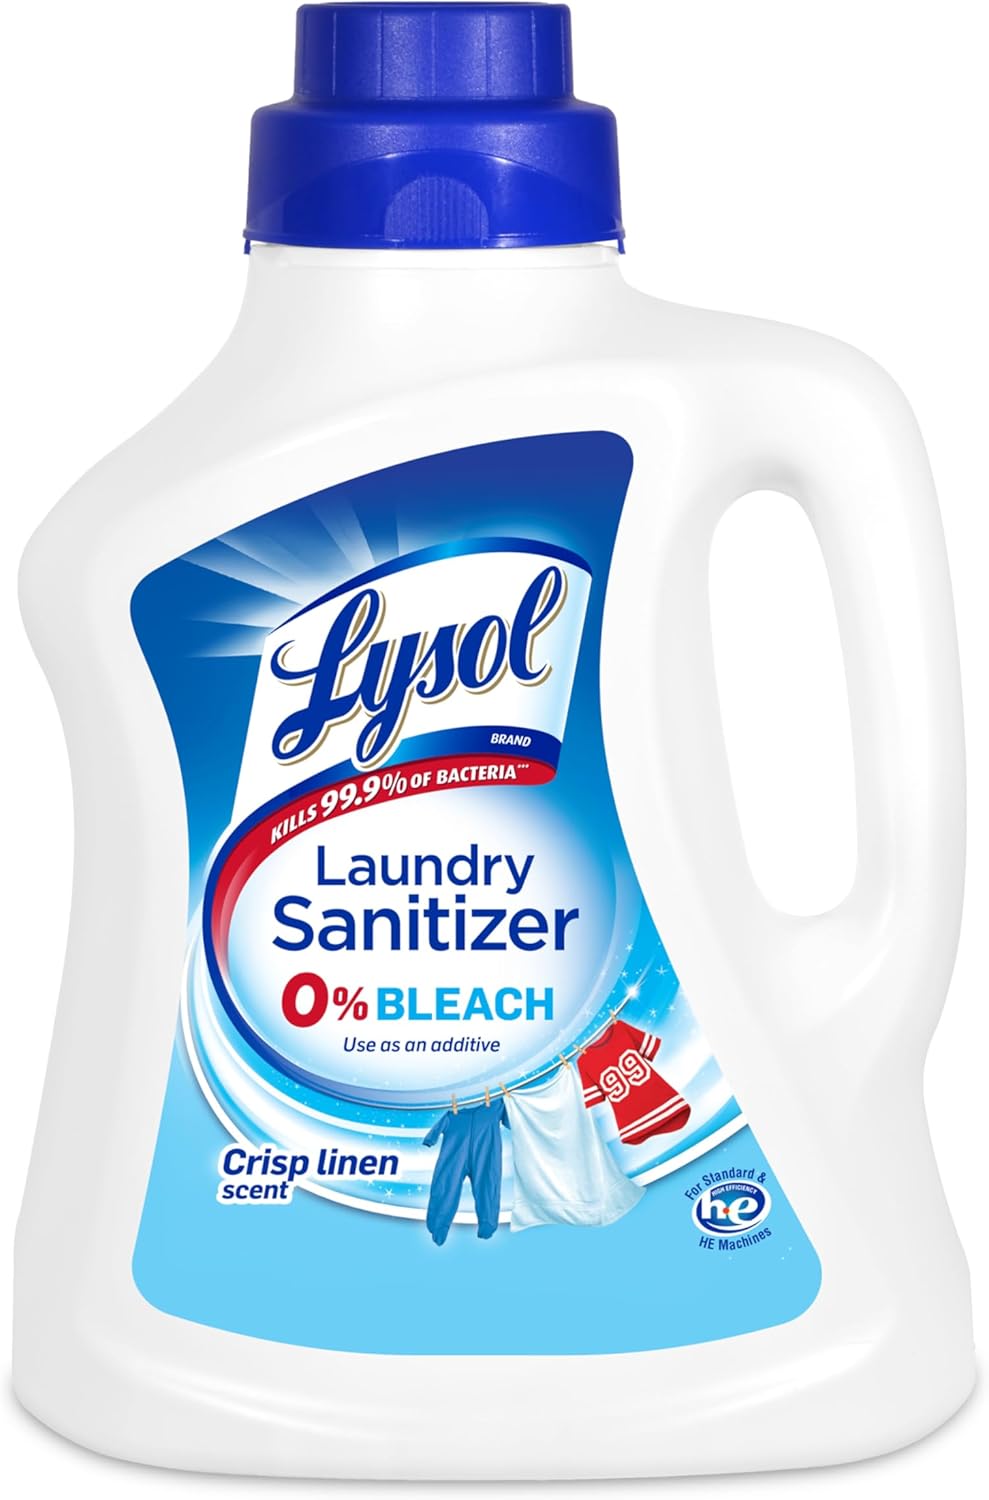 Lysol
BRAND
KILLS 99.9% OF BACTERIA***
Laundry
Sanitizer
0% BLEACH
Use as an additive
Crisp linen
scent
99
For Standard &
HIGH EFFICIENCY
he
HE Machines